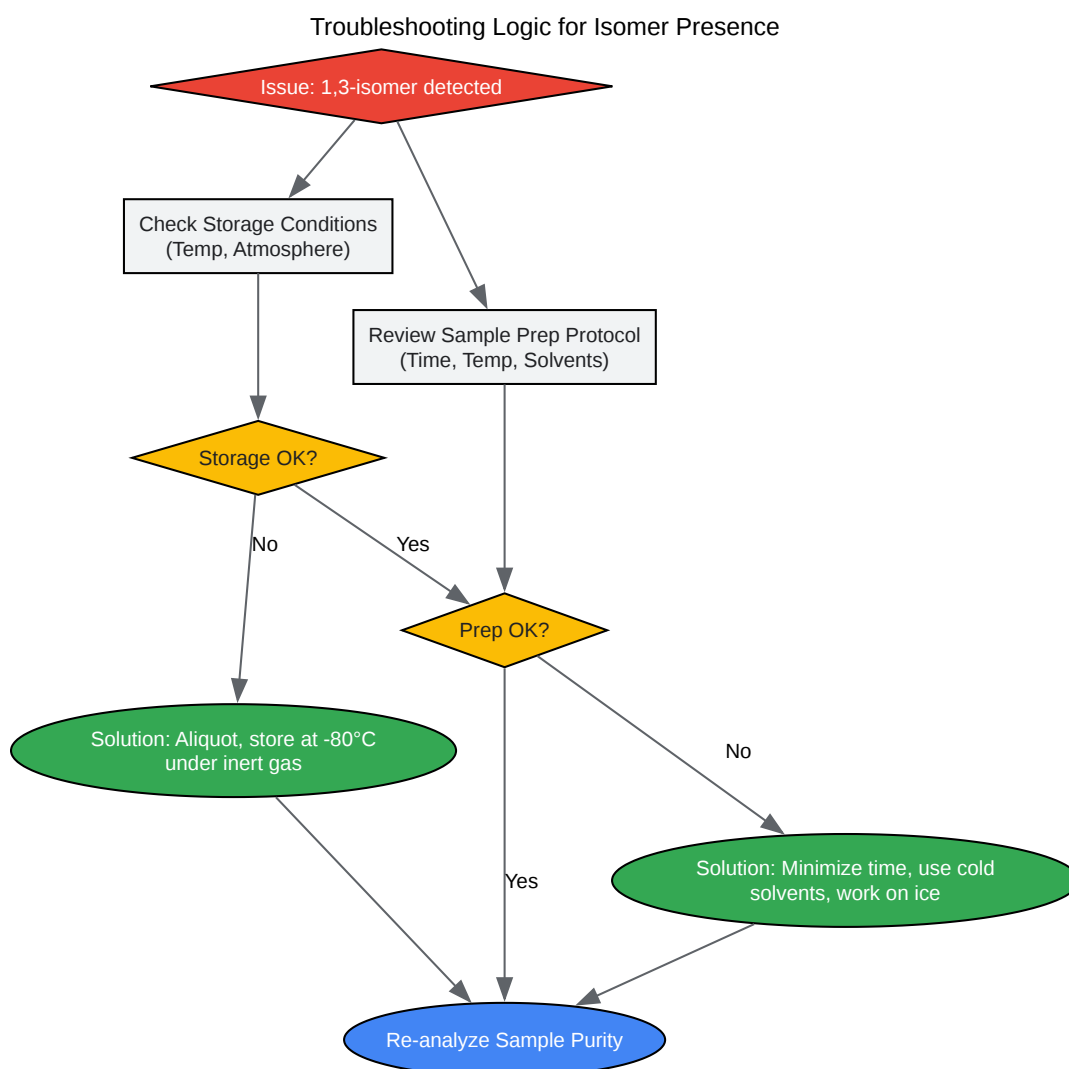 Troubleshooting Logic for Isomer Presence
Issue: 1,3-isomer detected
Check Storage Conditions
(Temp, Atmosphere)
Review Sample Prep Protocol
(Time, Temp, Solvents)
Storage OK?
No
Yes
Prep OK?
Solution: Aliquot, store at -80°C
under inert gas
No
Yes
Solution: Minimize time, use cold
solvents, work on ice
Re-analyze Sample Purity